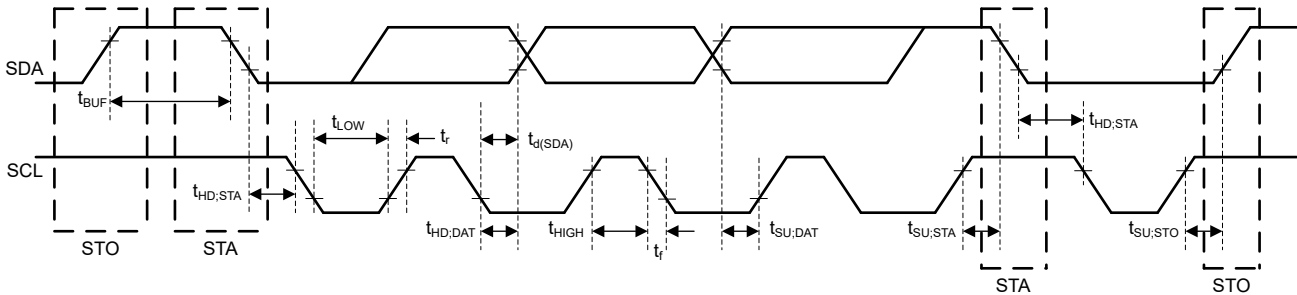 SDA
t_BUF
t_LOW
t_r
t_d(SDA)
t_HD;STA
SCL
t_HD;STA
t_HD;DAT
t_HIGH
t_f
t_SU;DAT
t_SU;STA
t_SU;STO
STO
STA
STA
STO